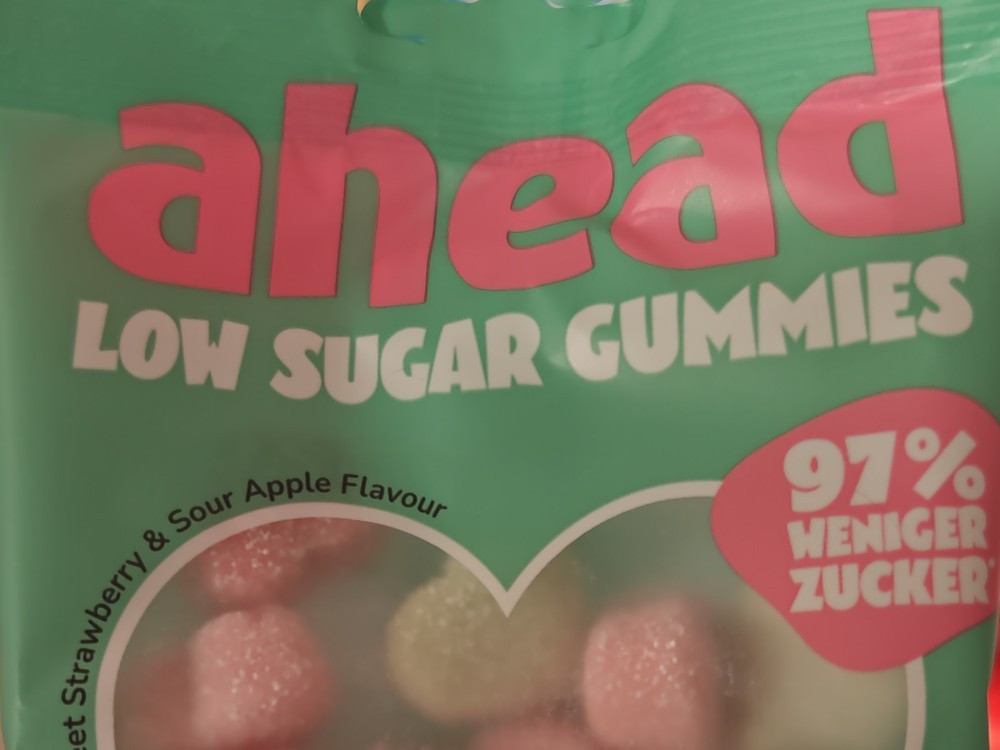 ahead
LOW SUGAR GUMMIES
Strawberry & Sour Apple Flavour
97%
WENIGER
ZUCKER*